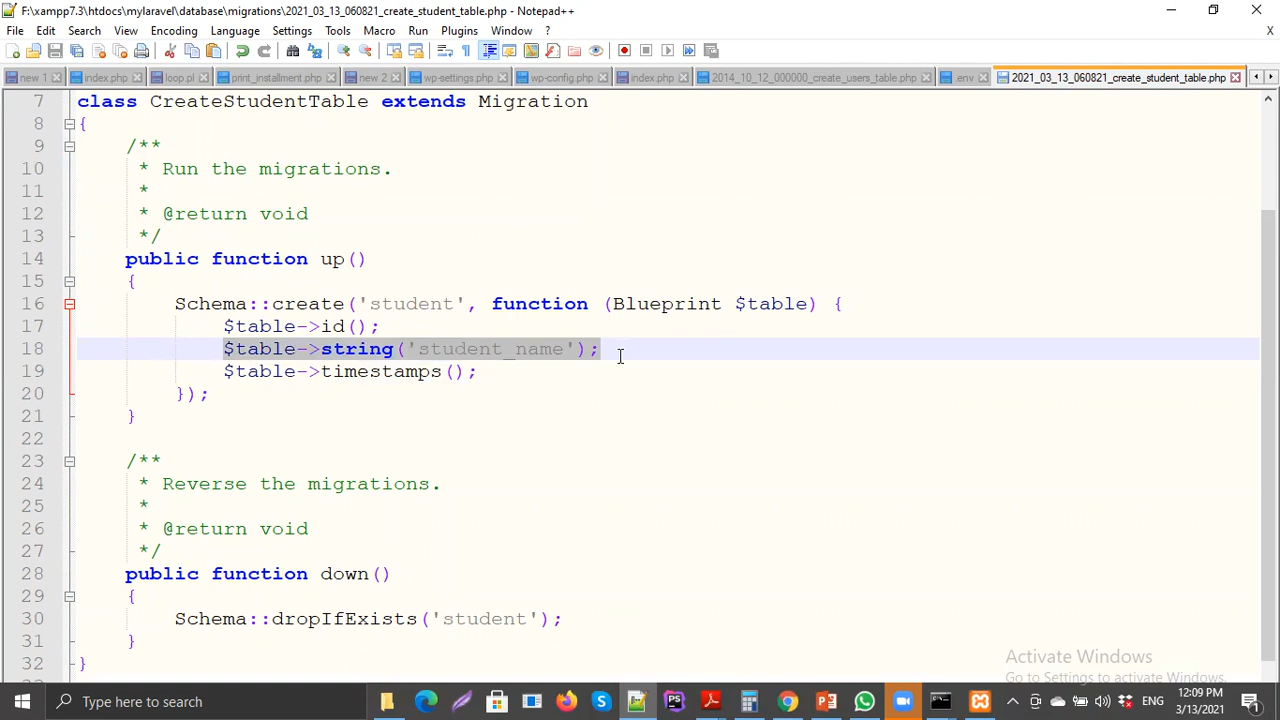 F:\xampp7.3\htdocs\mylaravel\database\migrations\2021_03_13_060821_create_student_table.php - Notepad++
File Edit Search View Encoding Language Settings Tools Macro Run Plugins Window ? X
new 1 index.php loop.pl print_installment.php new 2 wp-settings.php wp-config.php index.php 2014_10_12_000000_create_users_table.php .env 2021_03_13_060821_create_student_table.php
7 class CreateStudentTable extends Migration
8 {
9 /**
10 * Run the migrations.
11 *
12 * @return void
13 */
14 public function up()
15 {
16 Schema::create('student', function (Blueprint $table) {
17 $table->id();
18 $table->string('student_name');
19 $table->timestamps();
20 });
21 }
22
23 /**
24 * Reverse the migrations.
25 *
26 * @return void
27 */
28 public function down()
29 {
30 Schema::dropIfExists('student');
31 }
32 }
Activate Windows
Go to Settings to activate Windows.
Type here to search
ENG
12:09 PM
3/13/2021